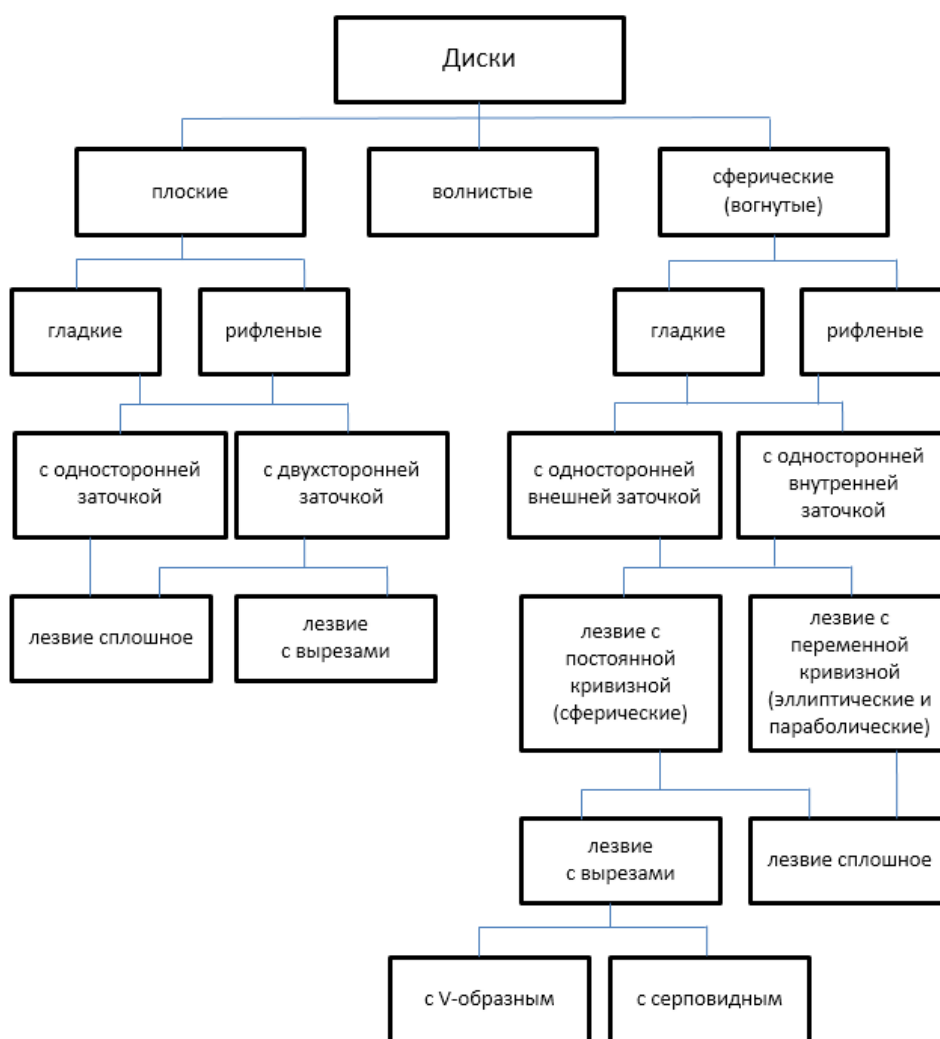 Диски
плоские
волнистые
сферические
(вогнутые)
гладкие
рифленые
гладкие
рифленые
с односторонней
заточкой
с двухсторонней
заточкой
с односторонней
внешней заточкой
с односторонней
внутренней
заточкой
лезвие сплошное
лезвие
с вырезами
лезвие с
постоянной
кривизной
(сферические)
лезвие с
переменной
кривизной
(эллиптические и
параболические)
лезвие
с вырезами
лезвие сплошное
с V-образным
с серповидным